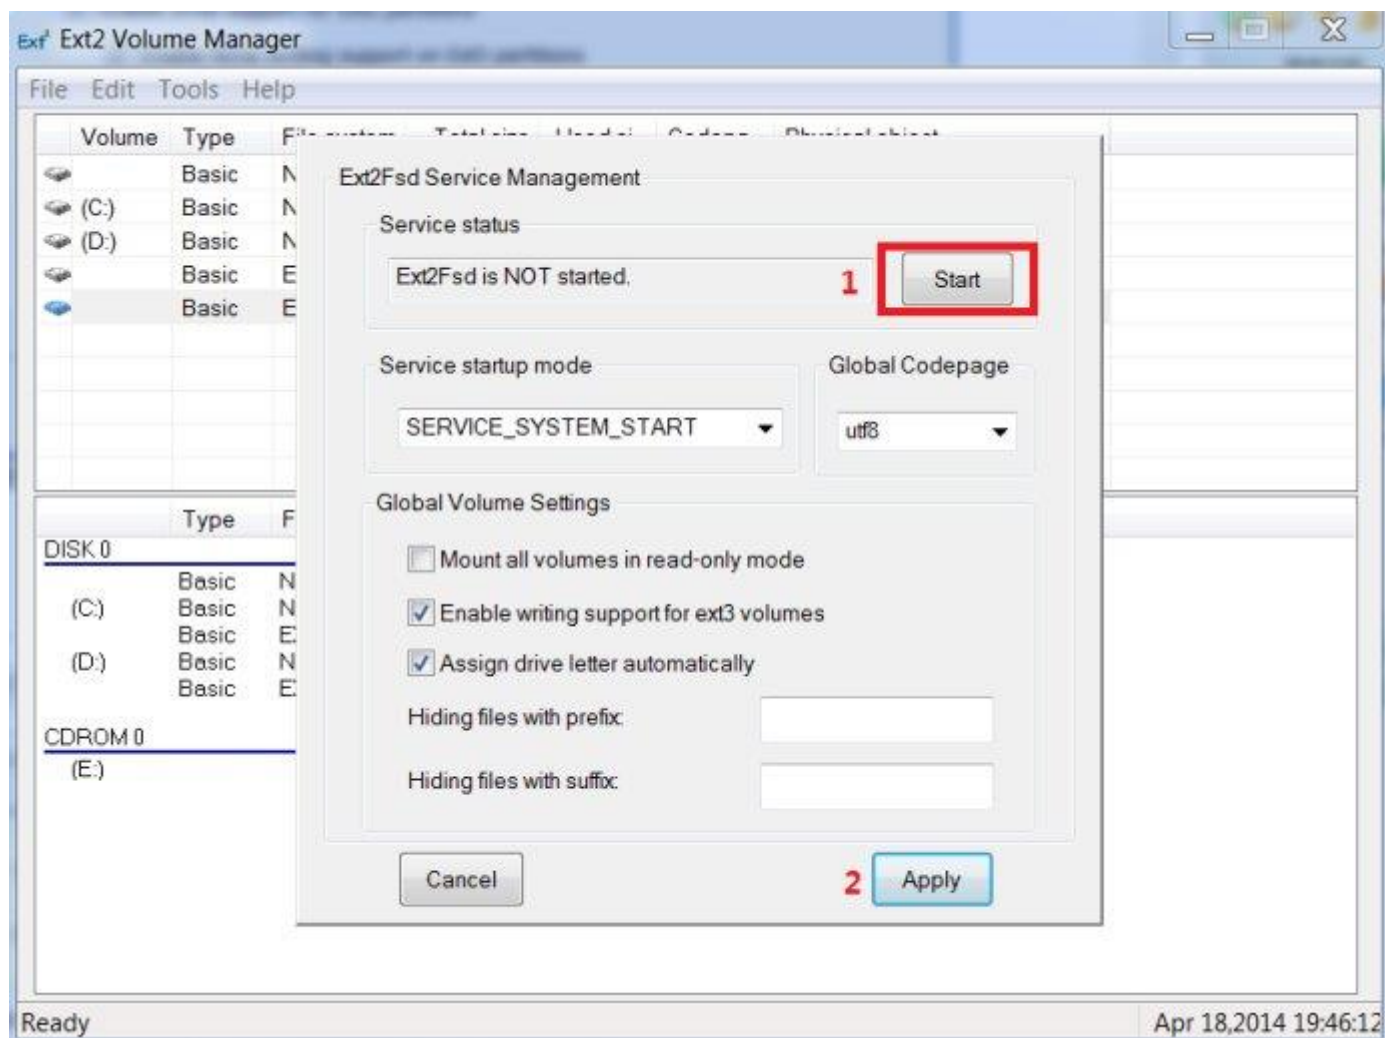 Ext2 Volume Manager
File Edit Tools Help
Volume Type
Basic N
(C:) Basic N
(D:) Basic N
Basic E
Basic E
Ext2Fsd Service Management
Service status
Ext2Fsd is NOT started.
1 Start
Service startup mode
Global Codepage
SERVICE_SYSTEM_START
utf8
Global Volume Settings
Mount all volumes in read-only mode
Enable writing support for ext3 volumes
Assign drive letter automatically
Hiding files with prefix:
Hiding files with suffix:
Cancel
2 Apply
Type F
DISK 0
Basic N
(C:) Basic N
Basic E
(D:) Basic N
Basic E
CDROM 0
(E:)
Ready
Apr 18,2014 19:46:12